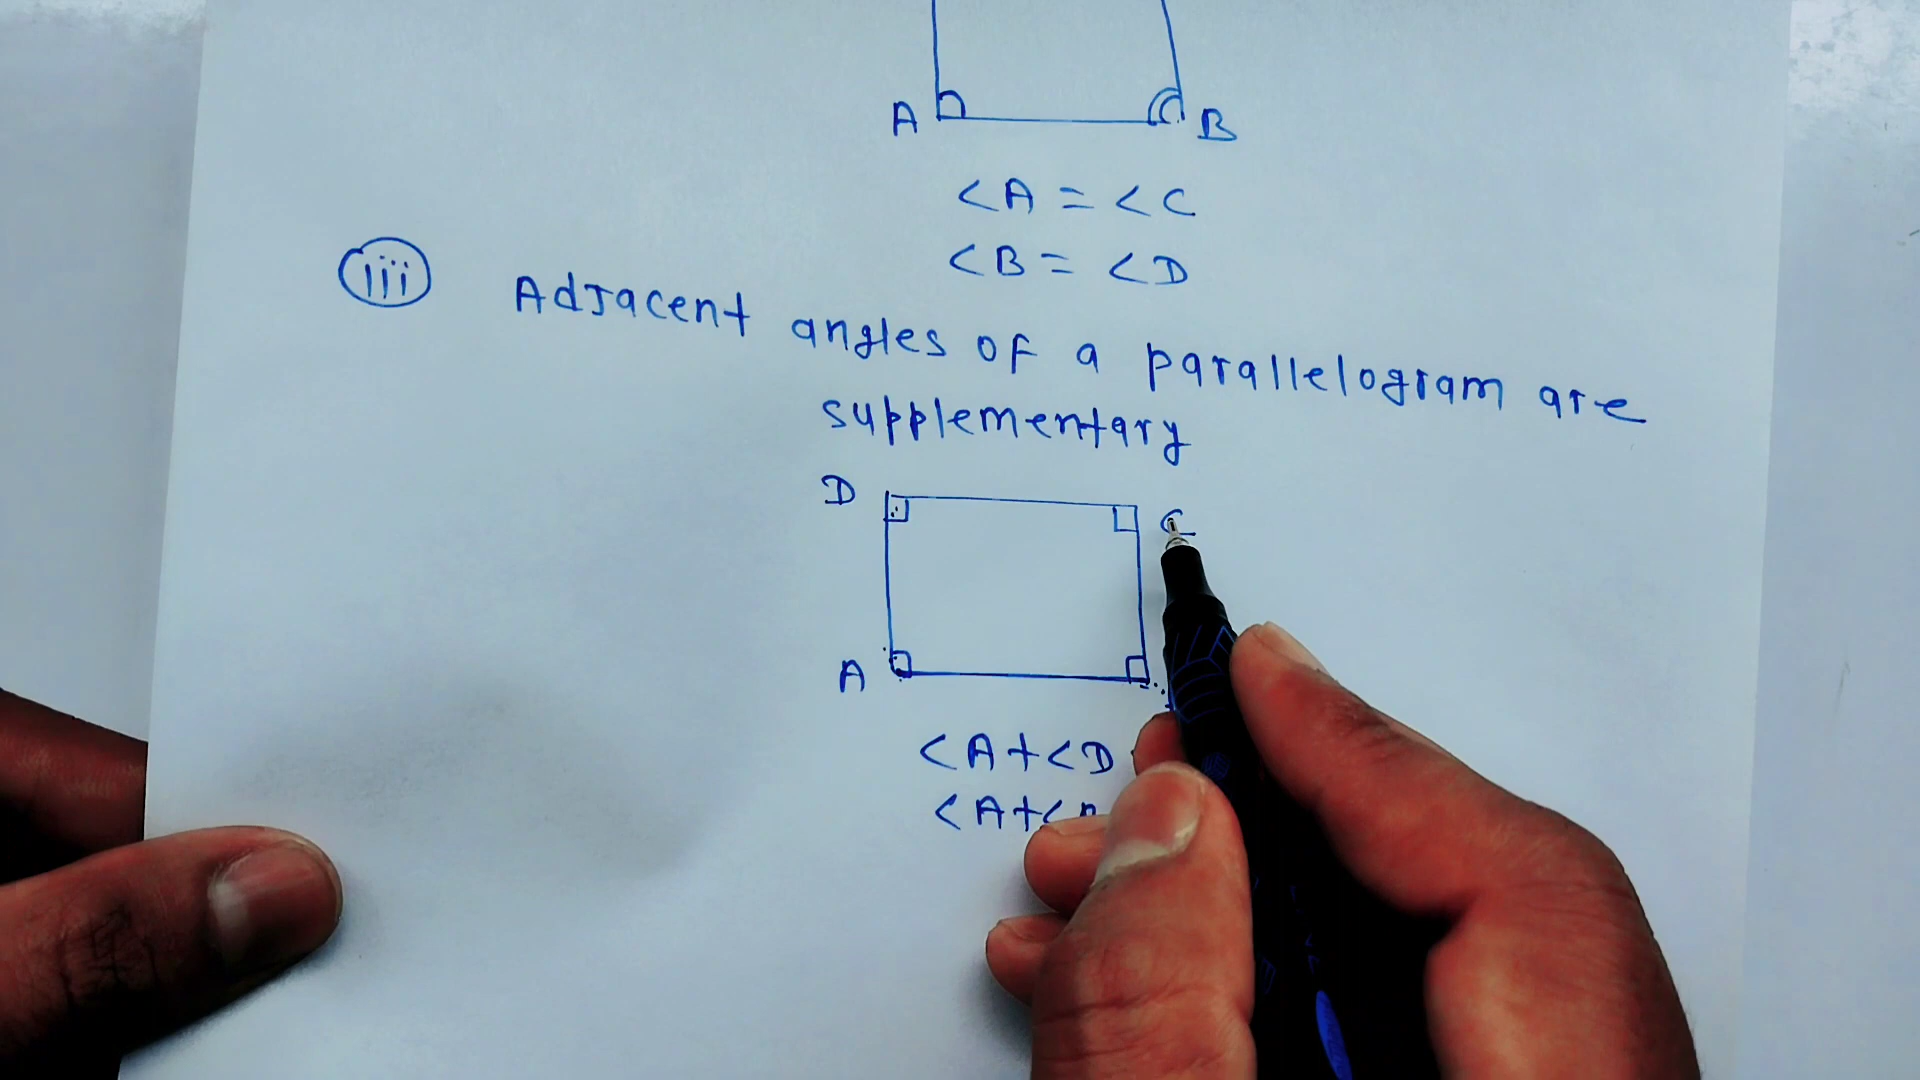 A B
<A = <C
<B = <D
iii Adjacent angles of a parallelogram are
supplementary
D C
A
<A+<D
<A+<